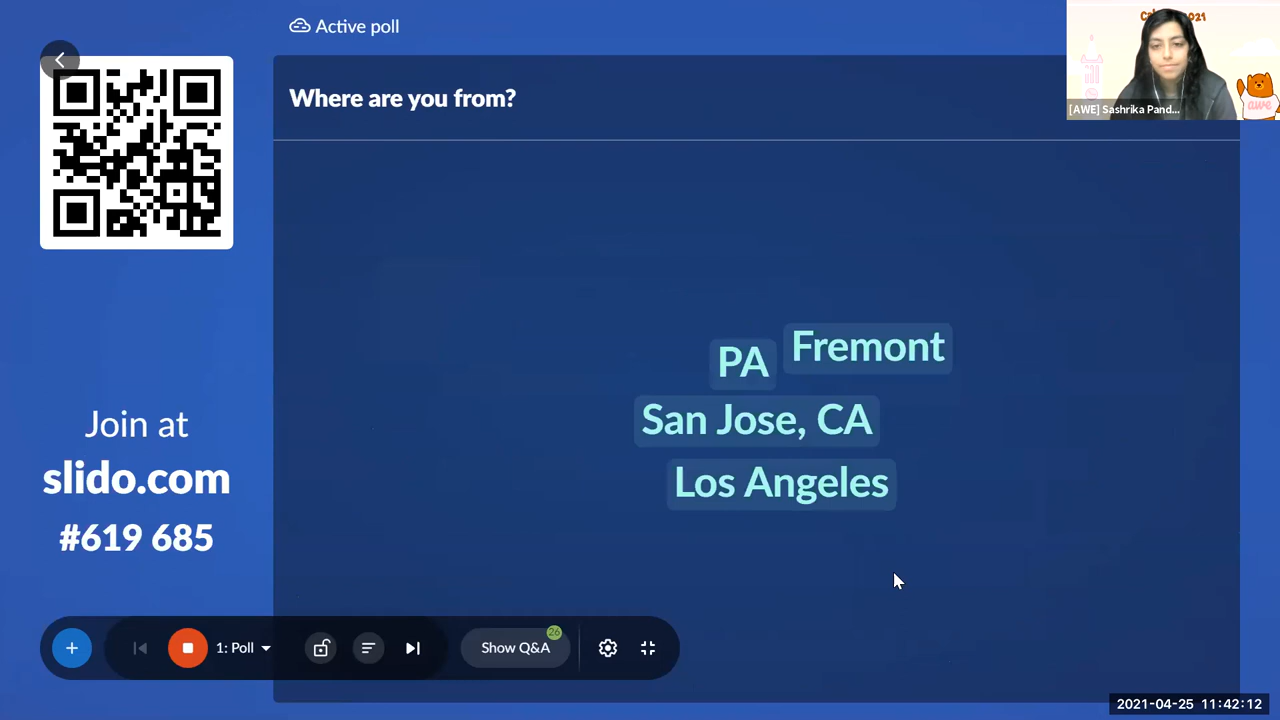 Active poll
Where are you from?
[AWE] Sashrika Pand...
awe
PA
Fremont
San Jose, CA
Los Angeles
Join at
slido.com
#619 685
1: Poll
Show Q&A
26
2021-04-25 11:42:12